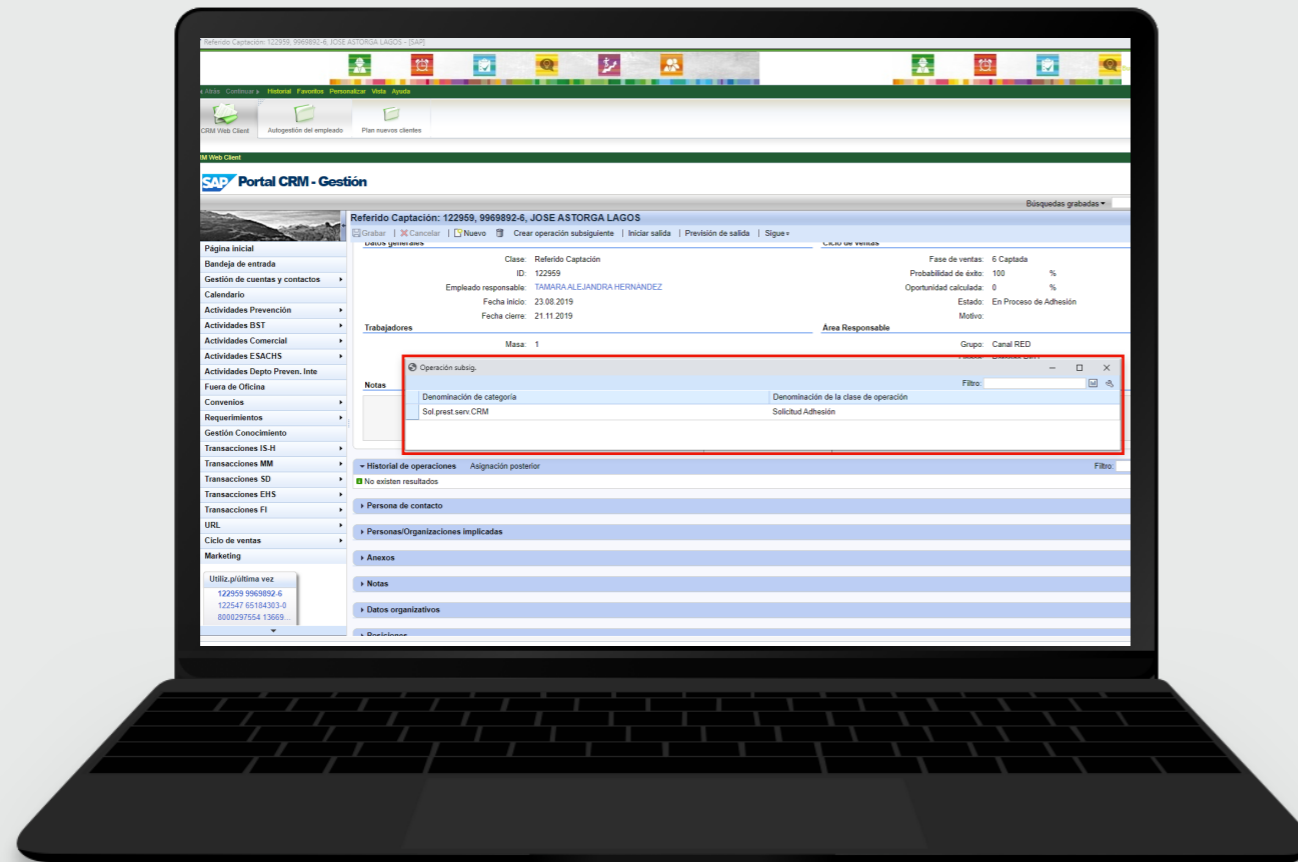 Referido Captación: 122959, 9969892-6, JOSE ASTORGA LAGOS - [SAP]
Atrás Continuar Historial Favoritos Personalizar Vista Ayuda
CRM Web Client Autogestión del empleado Plan nuevos clientes
RM Web Client
SAP Portal CRM - Gestión
Búsquedas grabadas
Referido Captación: 122959, 9969892-6, JOSE ASTORGA LAGOS
Grabar | Cancelar | Nuevo Crear operación subsiguiente | Iniciar salida | Previsión de salida | Sigue
Página inicial
Bandeja de entrada
Gestión de cuentas y contactos
Calendario
Actividades Prevención
Actividades BST
Actividades Comercial
Actividades ESACHS
Actividades Depto Preven. Inte
Fuera de Oficina
Convenios
Requerimientos
Gestión Conocimiento
Transacciones IS-H
Transacciones MM
Transacciones SD
Transacciones EHS
Transacciones FI
URL
Ciclo de ventas
Marketing
Utiliz.p/última vez
122959 9969892-6
122547 65184303-0
8000297554 13669...
Datos generales
Clase: Referido Captación
ID: 122959
Empleado responsable: TAMARA ALEJANDRA HERNANDEZ
Fecha inicio: 23.08.2019
Fecha cierre: 21.11.2019
Ciclo de ventas
Fase de ventas: 6 Captada
Probabilidad de éxito: 100 %
Oportunidad calculada: 0 %
Estado: En Proceso de Adhesión
Motivo:
Trabajadores
Masa: 1
Área Responsable
Grupo: Canal RED
Notas
Operación subsig.
Filtro:
Denominación de categoría Denominación de la clase de operación
Sol.prest.serv.CRM Solicitud Adhesión
Historial de operaciones Asignación posterior Filtro:
No existen resultados
Persona de contacto
Personas/Organizaciones implicadas
Anexos
Notas
Datos organizativos
Posiciones